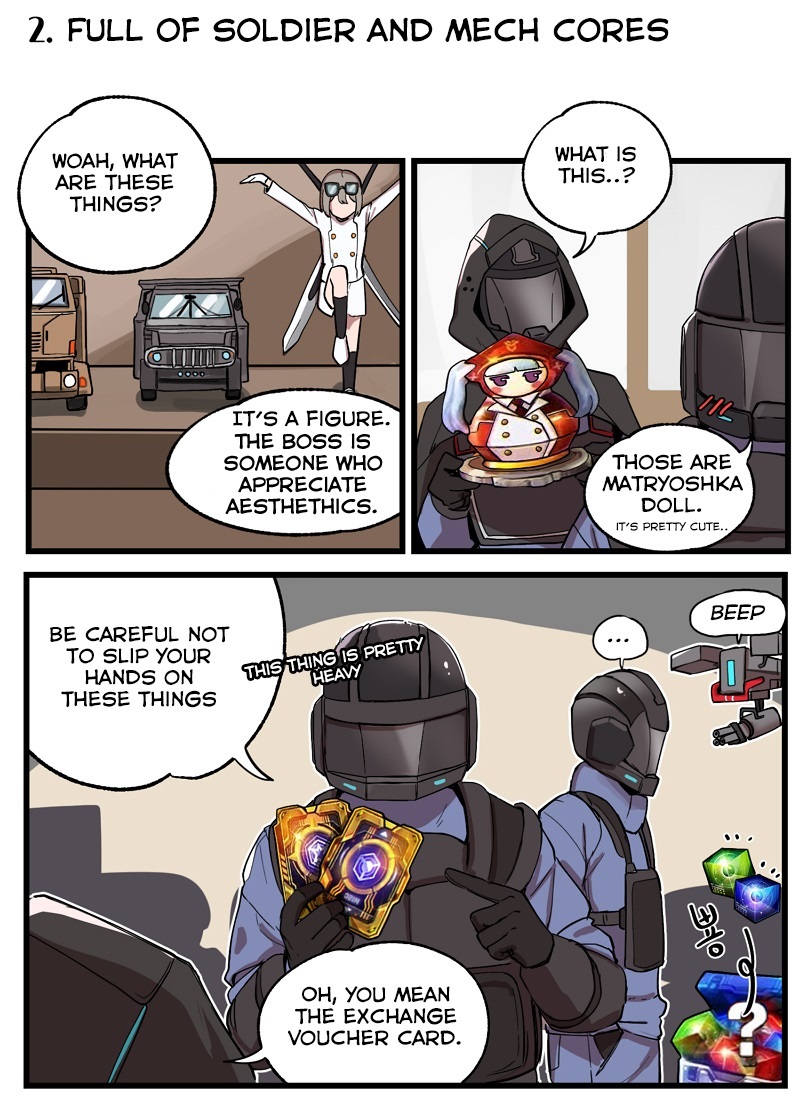 2. FULL OF SOLDIER AND MECH CORES
WOAH, WHAT
ARE THESE
THINGS?
IT'S A FIGURE.
THE BOSS IS
SOMEONE WHO
APPRECIATE
AESTHETHICS.
WHAT IS
THIS..?
THOSE ARE
MATRYOSHKA
DOLL.
IT'S PRETTY CUTE..
BE CAREFUL NOT
TO SLIP YOUR
HANDS ON
THESE THINGS
THIS THING IS PRETTY
HEAVY
...
BEEP
OH, YOU MEAN
THE EXCHANGE
VOUCHER CARD.
뿅
?